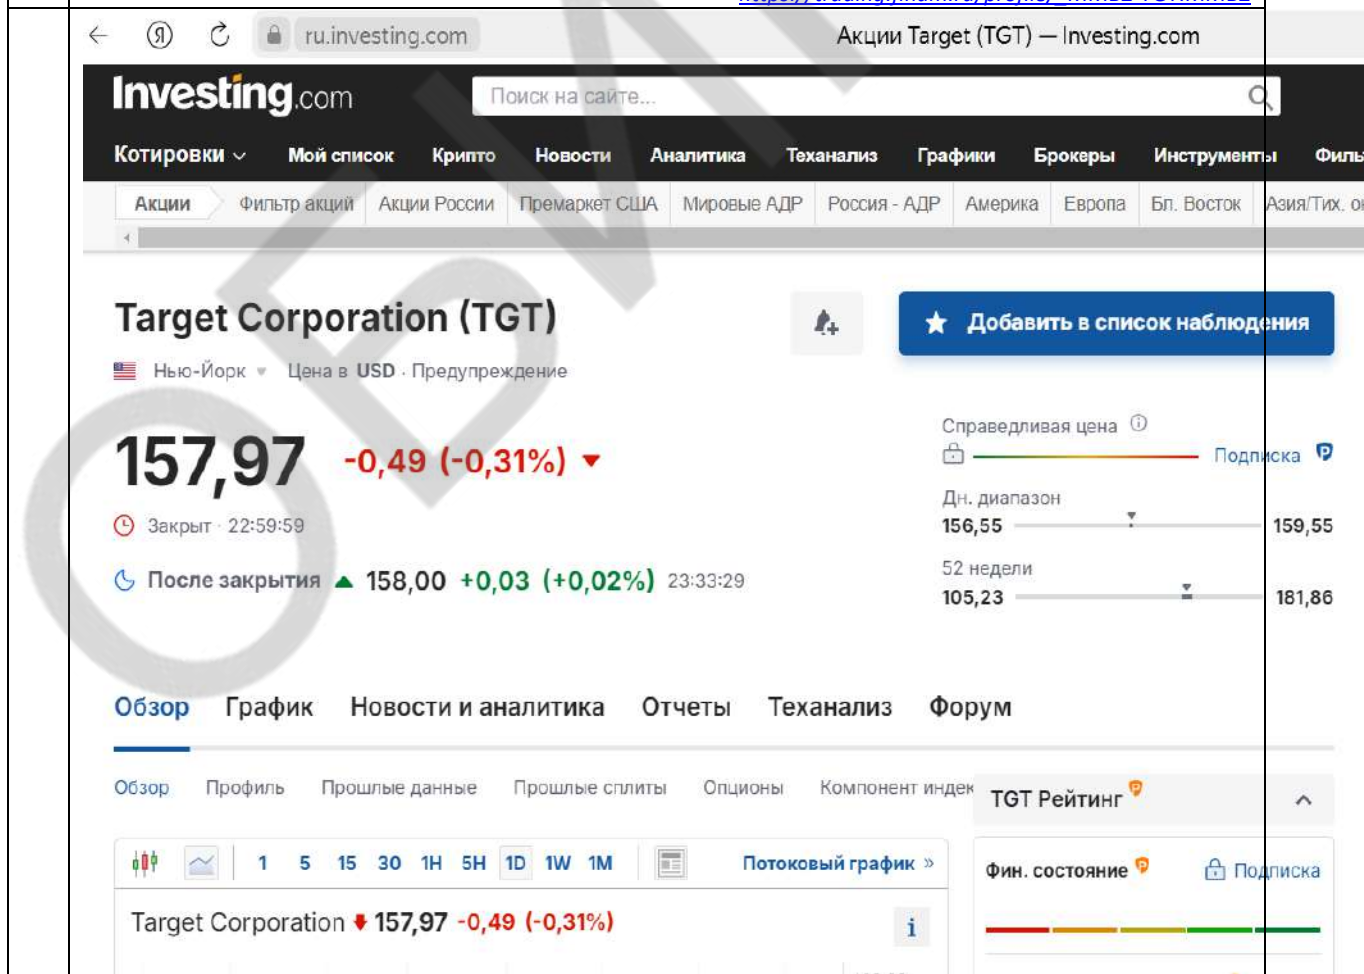 ru.investing.com
Акции Target (TGT) — Investing.com
Investing.com
Поиск на сайте...
Котировки Мой список Крипто Новости Аналитика Теханализ Графики Брокеры Инструменты
Акции Фильтр акций Акции России Премаркет США Мировые АДР Россия - АДР Америка Европа Бл. Восток Азия/Тих.
Target Corporation (TGT)
Добавить в список наблюдения
Нью-Йорк Цена в USD · Предупреждение
157,97 -0,49 (-0,31%)
Справедливая цена
Подписка
Закрыт · 22:59:59
Дн. диапазон
156,55 159,55
После закрытия 158,00 +0,03 (+0,02%) 23:33:29
52 недели
105,23 181,86
Обзор График Новости и аналитика Отчеты Теханализ Форум
Обзор Профиль Прошлые данные Прошлые сплиты Опционы Компонент индек
TGT Рейтинг
1 5 15 30 1H 5H 1D 1W 1M Потоковый график »
Фин. состояние Подписка
Target Corporation 157,97 -0,49 (-0,31%)